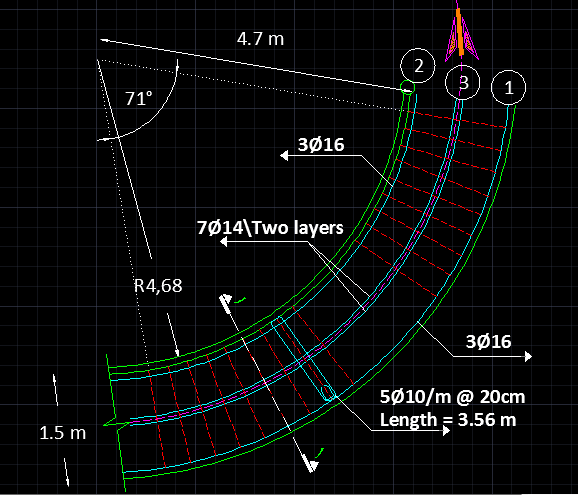 4.7 m
2
3
1
71°
3Ø16
7Ø14\Two layers
R4,68
3Ø16
5Ø10/m @ 20cm
Length = 3.56 m
1.5 m